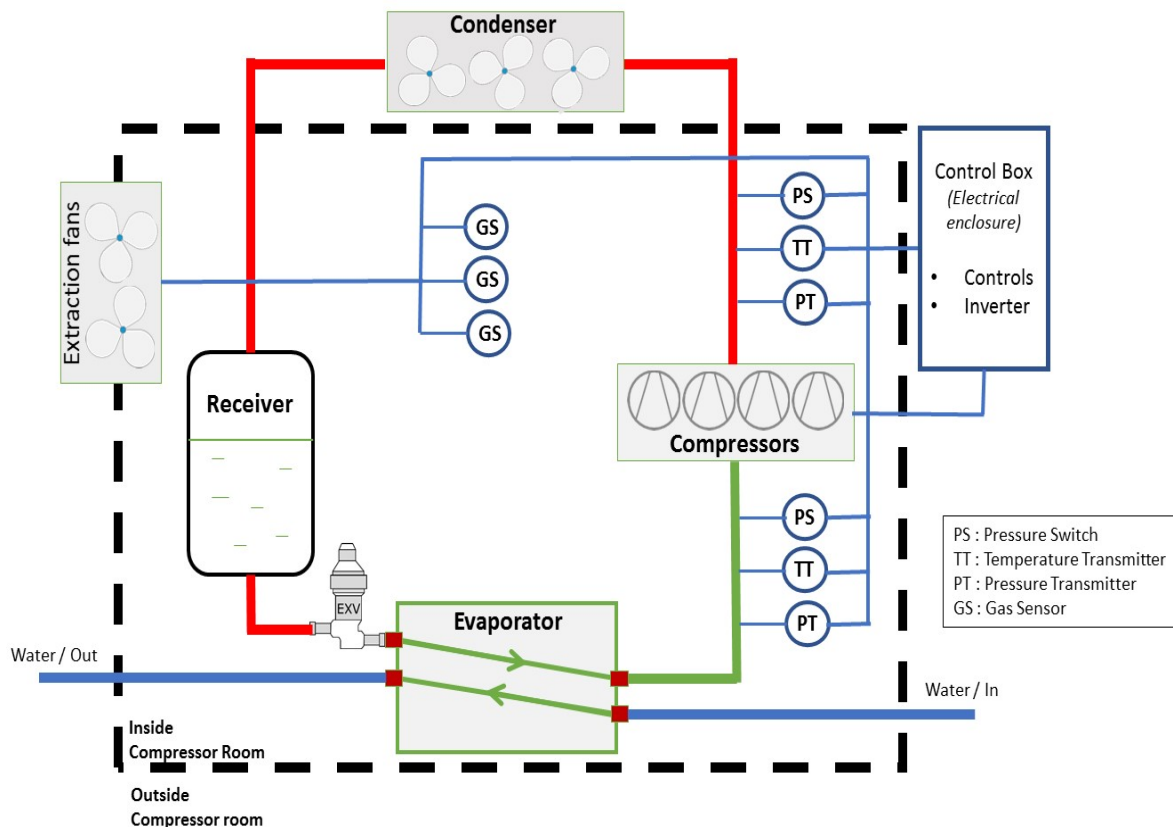 Condenser
Extraction fans
PS
TT
PT
GS
GS
GS
Control Box
(Electrical
enclosure)
• Controls
• Inverter
Receiver
Compressors
PS
TT
PT
PS : Pressure Switch
TT : Temperature Transmitter
PT : Pressure Transmitter
GS : Gas Sensor
EXV
Evaporator
Water / Out
Water / In
Inside
Compressor Room
Outside
Compressor room